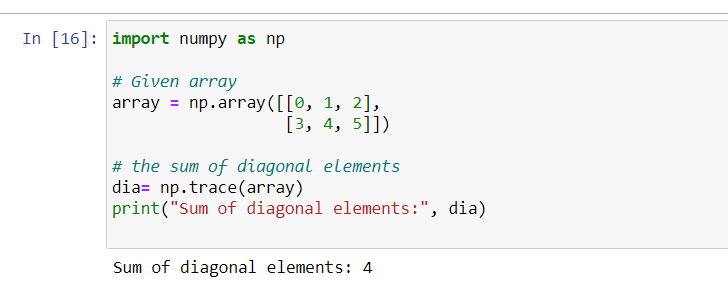 In [16]: import numpy as np
# Given array
array = np.array([[0, 1, 2],
[3, 4, 5]])
# the sum of diagonal elements
dia= np.trace(array)
print("Sum of diagonal elements:", dia)
Sum of diagonal elements: 4